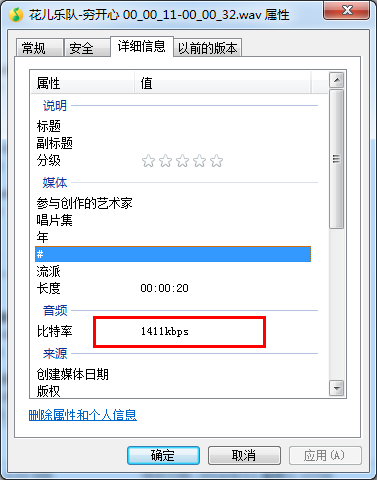 花儿乐队-穷开心 00_00_11-00_00_32.wav 属性
常规 安全 详细信息 以前的版本
属性 值
说明
标题
副标题
分级
媒体
参与创作的艺术家
唱片集
年
#
流派
长度 00:00:20
音频
比特率 1411kbps
来源
创建媒体日期
版权
删除属性和个人信息
确定 取消 应用(A)